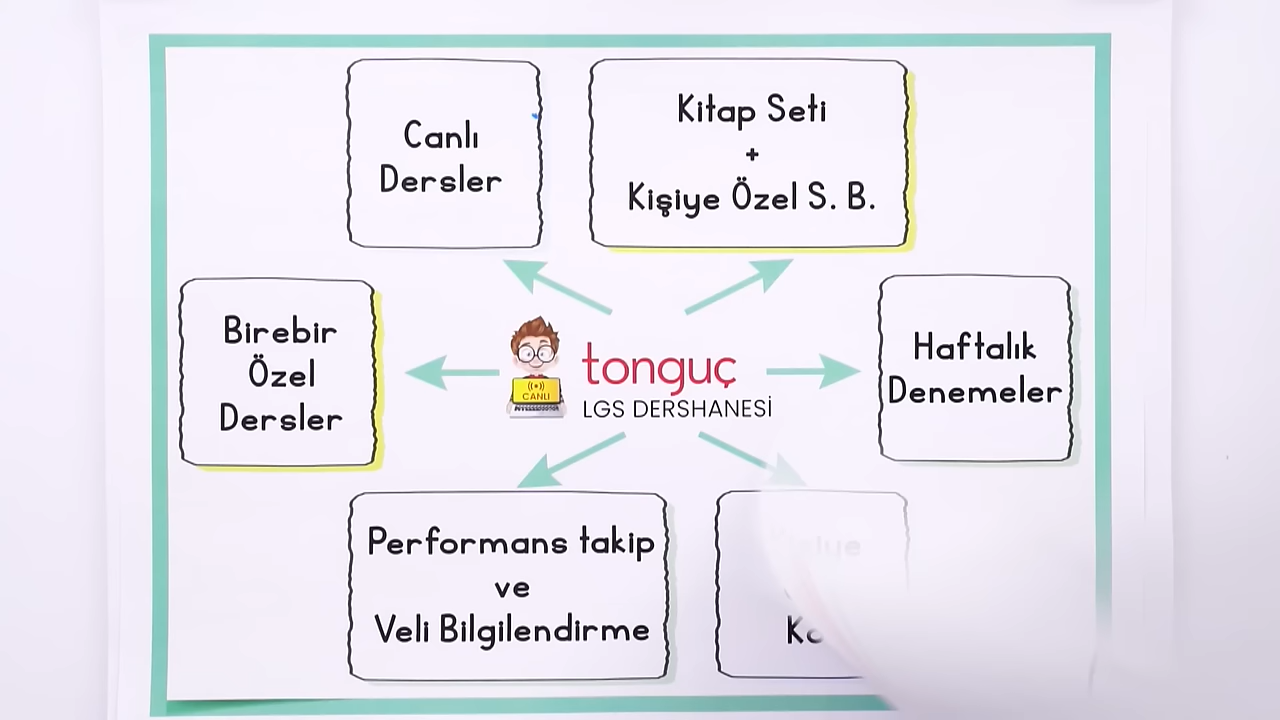 Canlı
Dersler
Kitap Seti
+
Kişiye Özel S. B.
Birebir
Özel
Dersler
CANLI
tonguç
LGS DERSHANESİ
Haftalık
Denemeler
Performans takip
ve
Veli Bilgilendirme